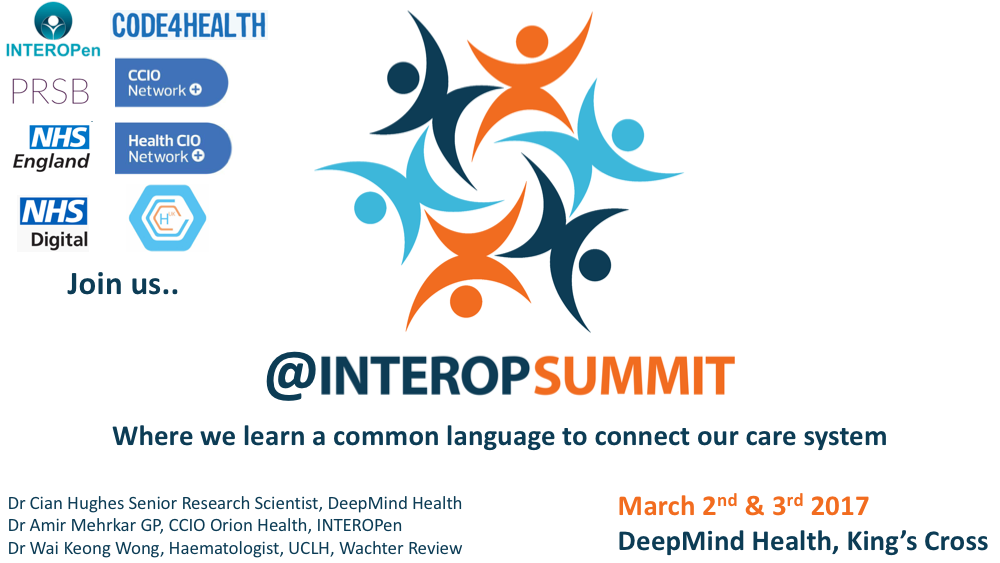 INTEROPen
CODE4HEALTH
PRSB
CCIO
Network
NHS
England
Health CIO
Network
NHS
Digital
H
Join us..
@INTEROPSUMMIT
Where we learn a common language to connect our care system
Dr Cian Hughes Senior Research Scientist, DeepMind Health
Dr Amir Mehrkar GP, CCIO Orion Health, INTEROPen
Dr Wai Keong Wong, Haematologist, UCLH, Wachter Review
March 2nd & 3rd 2017
DeepMind Health, King's Cross